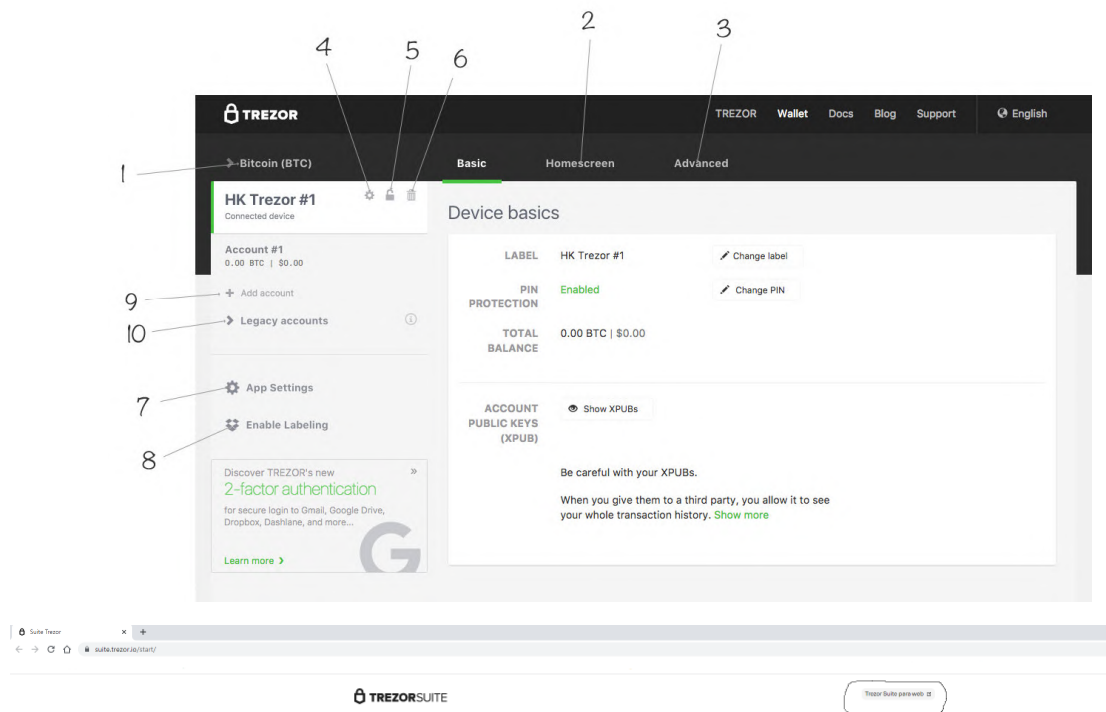 2
3
4
5
6
TREZOR
TREZOR Wallet Docs Blog Support English
1
Bitcoin (BTC)
Basic Homescreen Advanced
HK Trezor #1
Connected device
Device basics
Account #1
0.00 BTC | $0.00
LABEL HK Trezor #1 Change label
9
Add account
PIN
PROTECTION
Enabled Change PIN
10
Legacy accounts
TOTAL
BALANCE
0.00 BTC | $0.00
7
App Settings
ACCOUNT
PUBLIC KEYS
(XPUB)
Show XPUBs
8
Enable Labeling
Discover TREZOR's new »
2-factor authentication
for secure login to Gmail, Google Drive,
Dropbox, Dashlane, and more...
Learn more
G
Be careful with your XPUBs.
When you give them to a third party, you allow it to see
your whole transaction history. Show more
Suite Trezor
suite.trezor.io/start/
TREZORSUITE
Trezor Suite para web